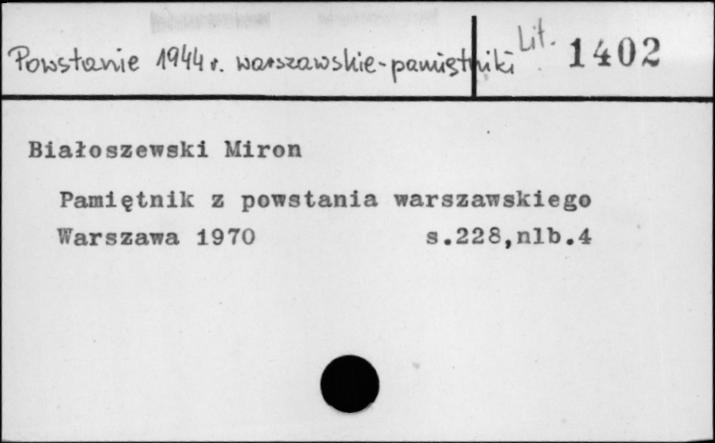 Powstanie 1944 r. warszawskie-pamiętniki Lit. 1402
Białoszewski Miron
Pamiętnik z powstania warszawskiego
Warszawa 1970 s.228,nlb.4